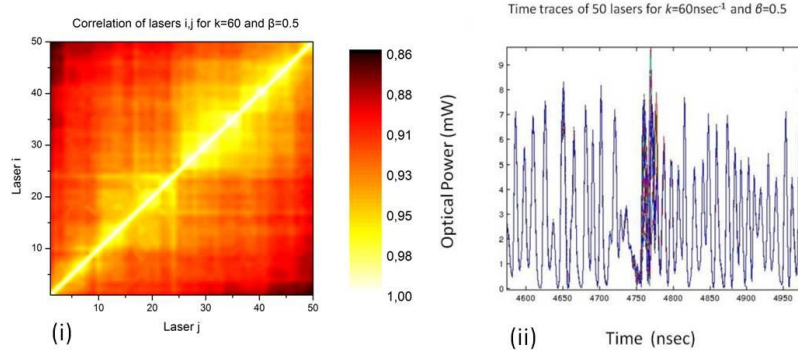 Correlation of lasers i,j for k=60 and β=0.5
50
40
30
20
10
Laser i
10 20 30 40 50
Laser j
0,86
0,88
0,91
0,93
0,95
0,98
1,00
(i)
Time traces of 50 lasers for k=60nsec⁻¹ and β=0.5
9
8
7
6
5
4
3
2
1
0
Optical Power (mW)
4600 4650 4700 4750 4800 4850 4900 4950
Time (nsec)
(ii)